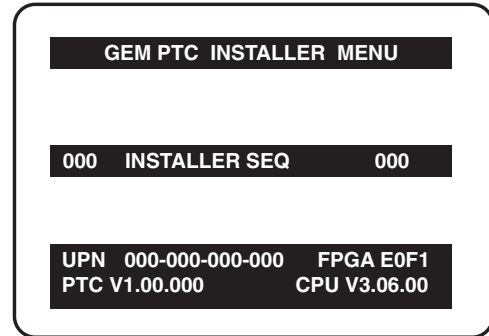 GEM PTC INSTALLER MENU
000 INSTALLER SEQ 000
UPN 000-000-000-000 FPGA E0F1
PTC V1.00.000 CPU V3.06.00